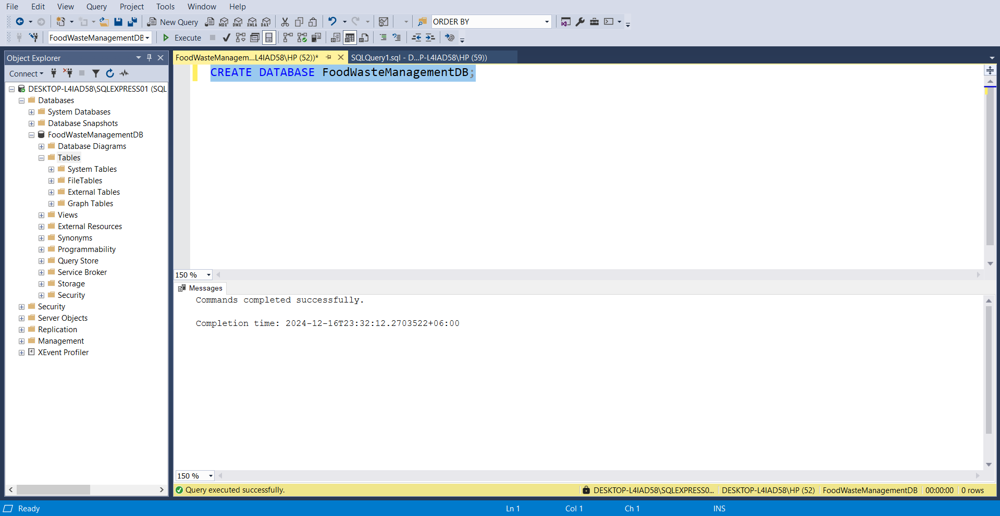 File Edit View Query Project Tools Window Help
New Query MDX DMX XMLA DAX ORDER BY
FoodWasteManagementDB Execute
Object Explorer
FoodWasteManagem...L4IAD58\HP (52))* SQLQuery1.sql - D...P-L4IAD58\HP (59))
Connect
CREATE DATABASE FoodWasteManagementDB;
DESKTOP-L4IAD58\SQLEXPRESS01 (SQL
Databases
System Databases
Database Snapshots
FoodWasteManagementDB
Database Diagrams
Tables
System Tables
FileTables
External Tables
Graph Tables
Views
External Resources
Synonyms
Programmability
Query Store
Service Broker
Storage
Security
Security
Server Objects
Replication
Management
XEvent Profiler
150 %
Messages
Commands completed successfully.
Completion time: 2024-12-16T23:32:12.2703522+06:00
150 %
Query executed successfully. DESKTOP-L4IAD58\SQLEXPRESS0... DESKTOP-L4IAD58\HP (52) FoodWasteManagementDB 00:00:00 0 rows
Ready Ln 1 Col 1 Ch 1 INS